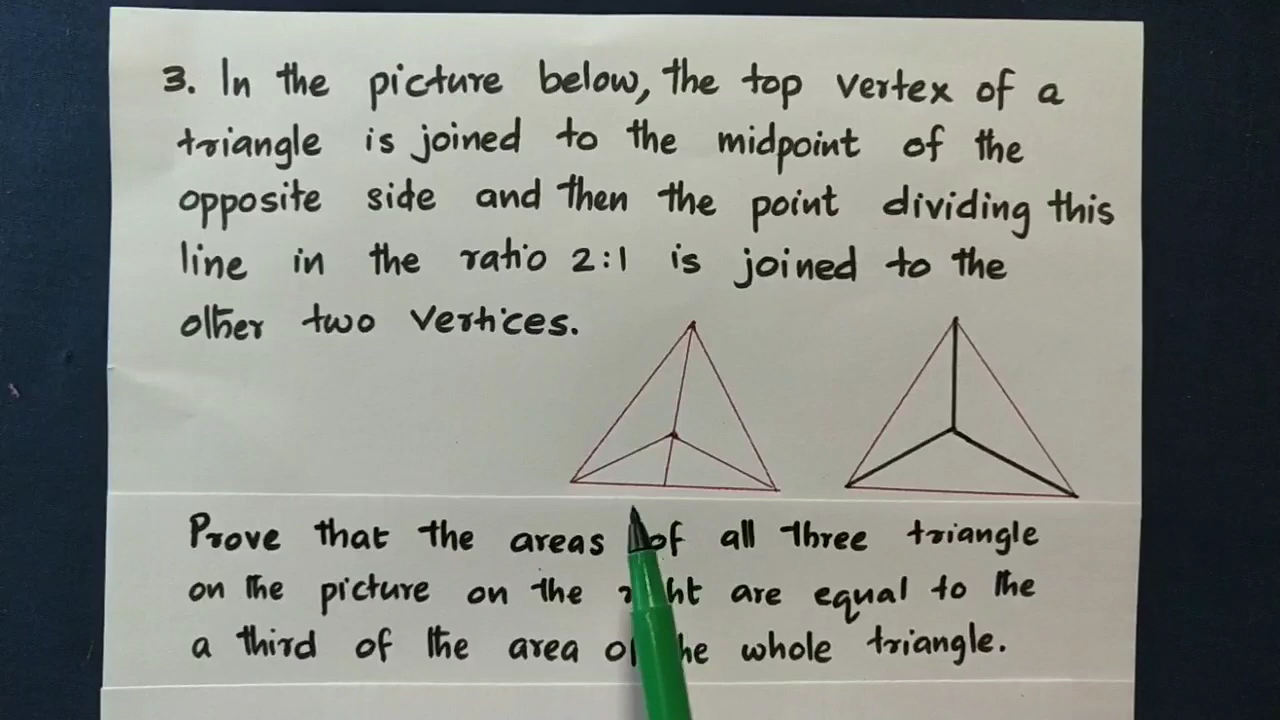 3. In the picture below, the top vertex of a
triangle is joined to the midpoint of the
opposite side and then the point dividing this
line in the ratio 2:1 is joined to the
other two vertices.
Prove that the areas of all three triangle
on the picture on the are equal to the
a third of the area whole triangle.